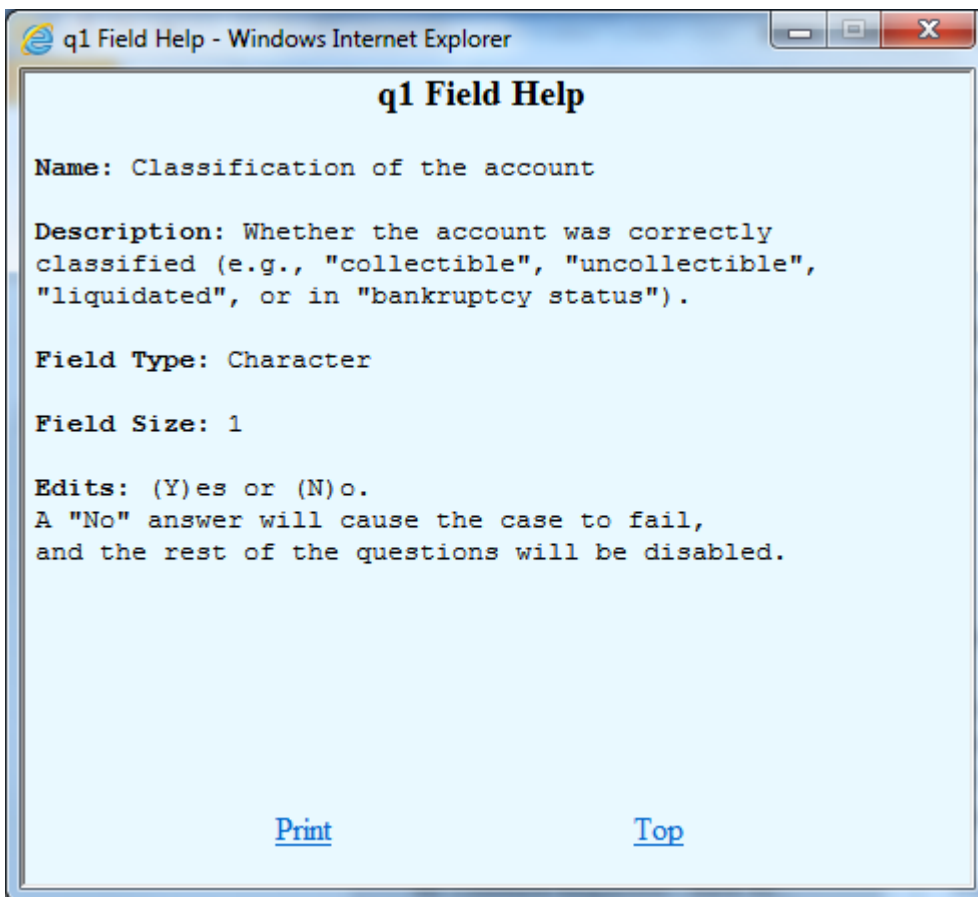 q1 Field Help - Windows Internet Explorer
q1 Field Help
Name: Classification of the account
Description: Whether the account was correctly
classified (e.g., "collectible", "uncollectible",
"liquidated", or in "bankruptcy status").
Field Type: Character
Field Size: 1
Edits: (Y)es or (N)o.
A "No" answer will cause the case to fail,
and the rest of the questions will be disabled.
Print Top